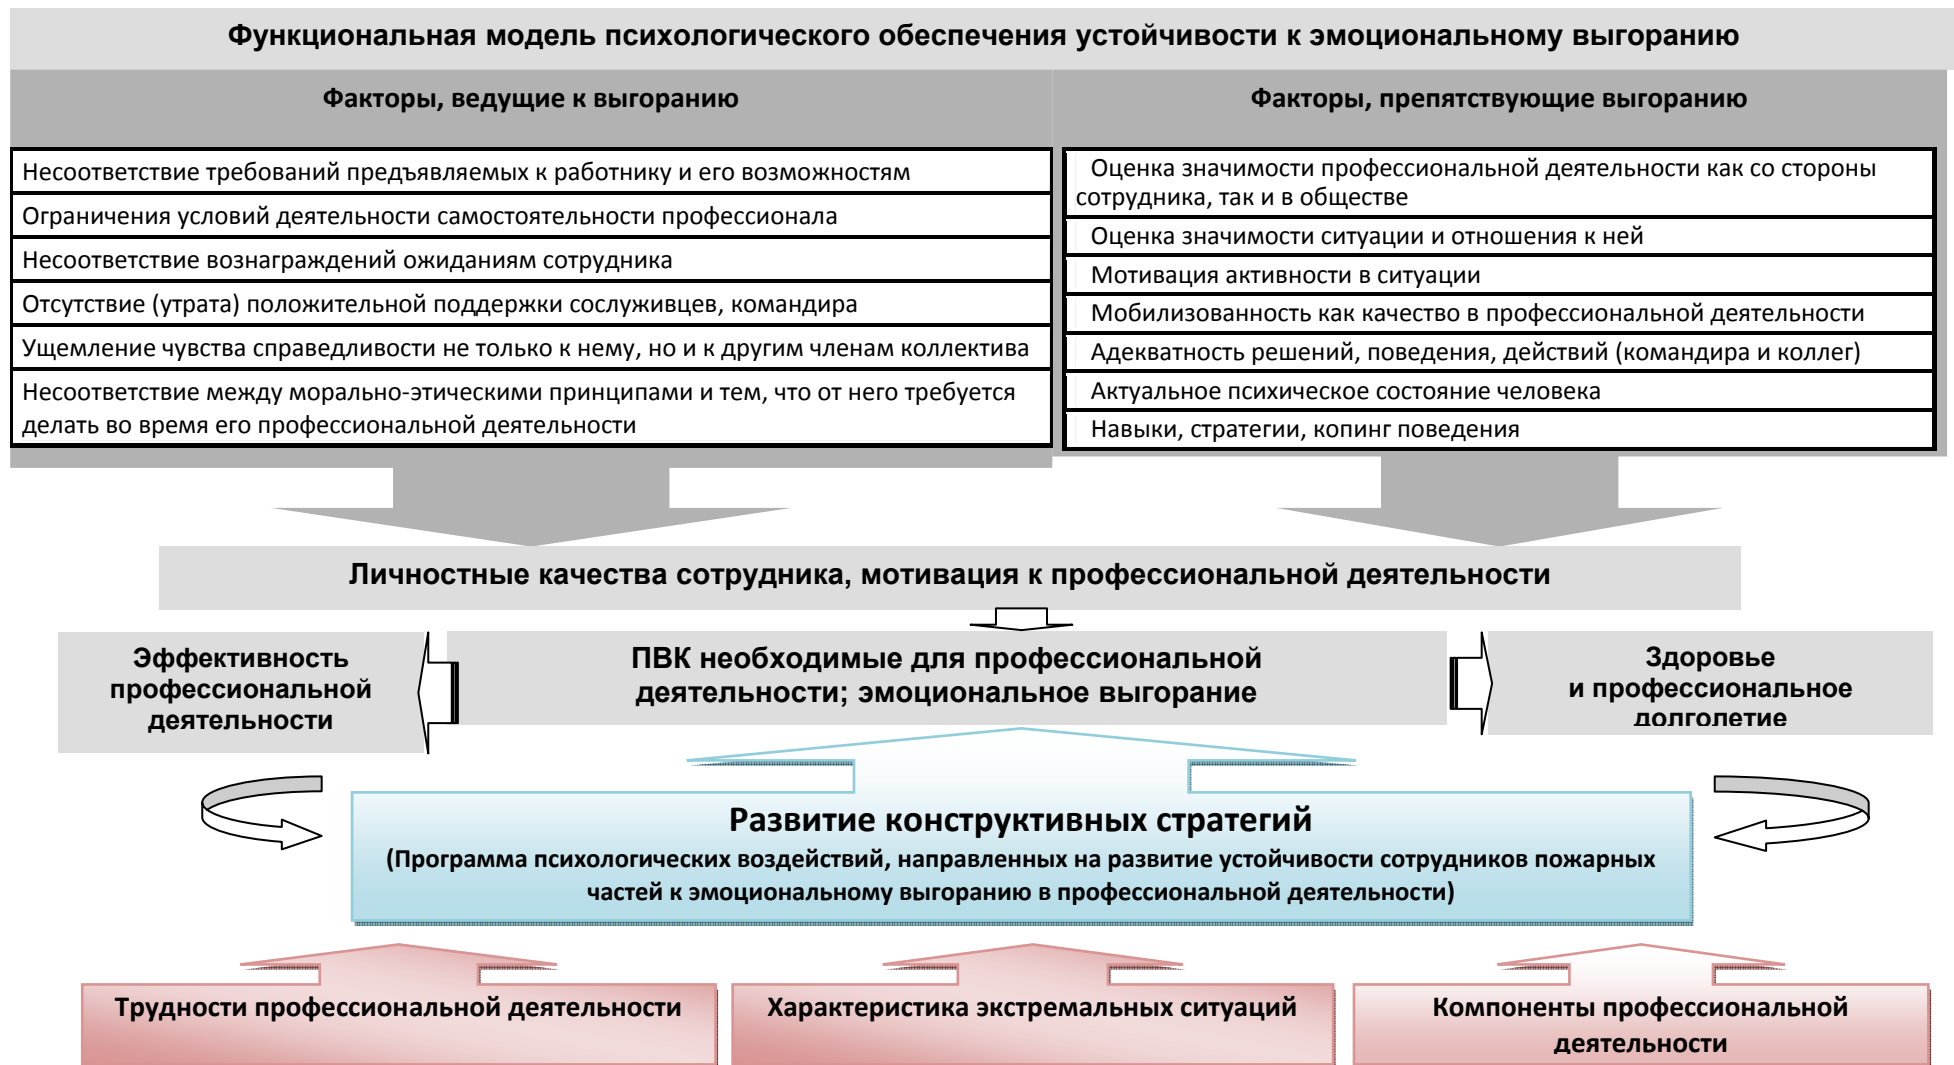 Функциональная модель психологического обеспечения устойчивости к эмоциональному выгоранию
Факторы, ведущие к выгоранию
Несоответствие требований предъявляемых к работнику и его возможностям
Ограничения условий деятельности самостоятельности профессионала
Несоответствие вознаграждений ожиданиям сотрудника
Отсутствие (утрата) положительной поддержки сослуживцев, командира
Ущемление чувства справедливости не только к нему, но и к другим членам коллектива
Несоответствие между морально-этическими принципами и тем, что от него требуется
делать во время его профессиональной деятельности
Факторы, препятствующие выгоранию
Оценка значимости профессиональной деятельности как со стороны
сотрудника, так и в обществе
Оценка значимости ситуации и отношения к ней
Мотивация активности в ситуации
Мобилизованность как качество в профессиональной деятельности
Адекватность решений, поведения, действий (командира и коллег)
Актуальное психическое состояние человека
Навыки, стратегии, копинг поведения
Личностные качества сотрудника, мотивация к профессиональной деятельности
Эффективность
профессиональной
деятельности
ПВК необходимые для профессиональной
деятельности; эмоциональное выгорание
Здоровье
и профессиональное
долголетие
Развитие конструктивных стратегий
(Программа психологических воздействий, направленных на развитие устойчивости сотрудников пожарных
частей к эмоциональному выгоранию в профессиональной деятельности)
Трудности профессиональной деятельности
Характеристика экстремальных ситуаций
Компоненты профессиональной
деятельности